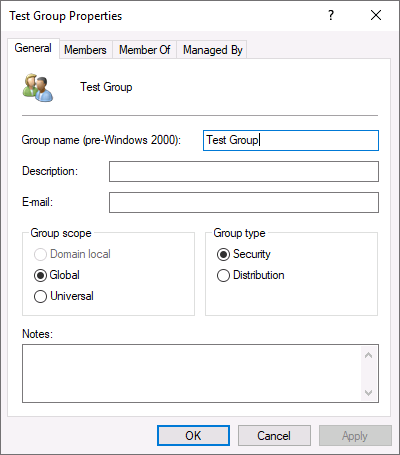 Test Group Properties
General Members Member Of Managed By
Test Group
Group name (pre-Windows 2000): Test Group
Description:
E-mail:
Group scope
Domain local
Global
Universal
Group type
Security
Distribution
Notes:
OK Cancel Apply